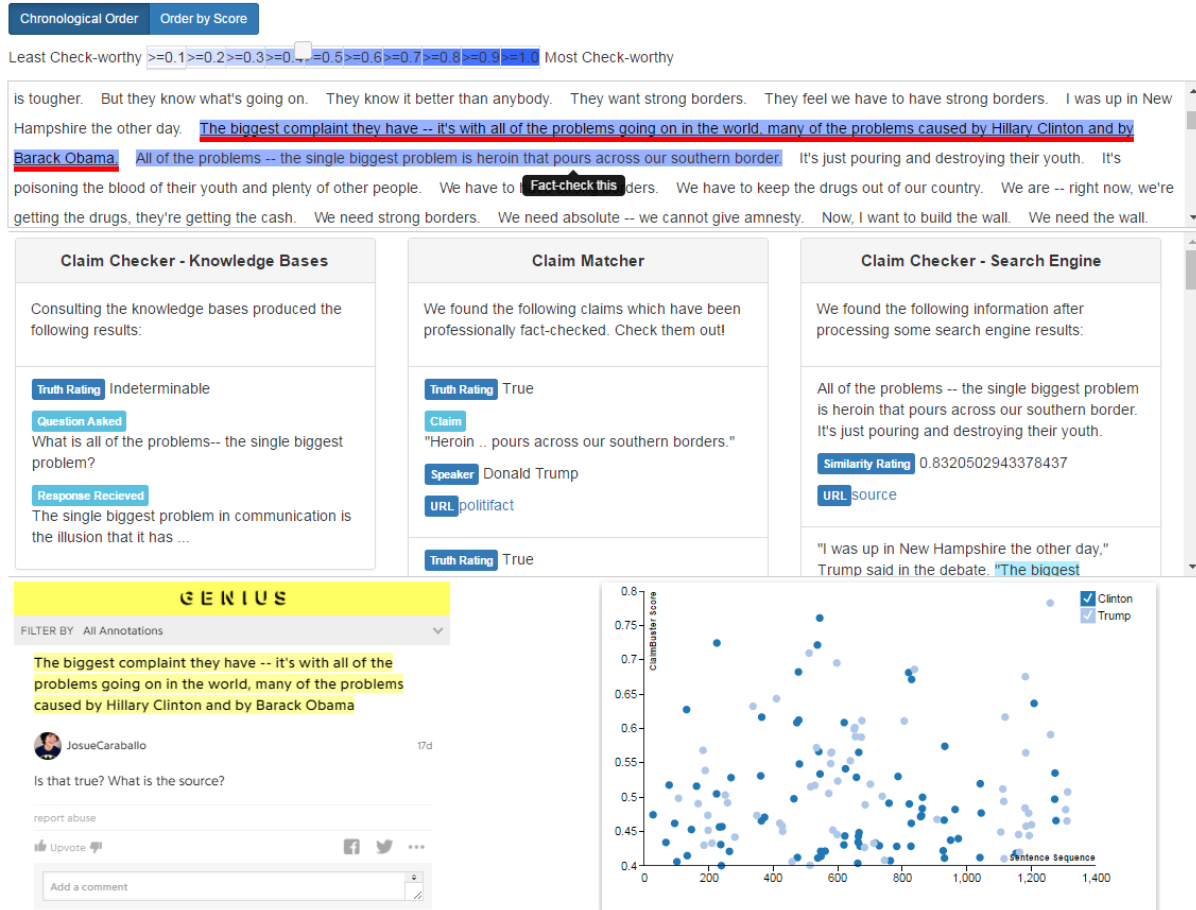 Chronological Order Order by Score
Least Check-worthy >=0.1 >=0.2 >=0.3 >=0.4 >=0.5 >=0.6 >=0.7 >=0.8 >=0.9 >=1.0 Most Check-worthy
is tougher. But they know what's going on. They know it better than anybody. They want strong borders. They feel we have to have strong borders. I was up in New
Hampshire the other day. The biggest complaint they have -- it's with all of the problems going on in the world, many of the problems caused by Hillary Clinton and by
Barack Obama. All of the problems -- the single biggest problem is heroin that pours across our southern border. It's just pouring and destroying their youth. It's
poisoning the blood of their youth and plenty of other people. We have to ders. We have to keep the drugs out of our country. We are -- right now, we're
Fact-check this
getting the drugs, they're getting the cash. We need strong borders. We need absolute -- we cannot give amnesty. Now, I want to build the wall. We need the wall.
Claim Checker - Knowledge Bases
Consulting the knowledge bases produced the
following results:
Truth Rating Indeterminable
Question Asked
What is all of the problems-- the single biggest
problem?
Response Recieved
The single biggest problem in communication is
the illusion that it has ...
Claim Matcher
We found the following claims which have been
professionally fact-checked. Check them out!
Truth Rating True
Claim
"Heroin .. pours across our southern borders."
Speaker Donald Trump
URL politifact
Truth Rating True
Claim Checker - Search Engine
We found the following information after
processing some search engine results:
All of the problems -- the single biggest problem
is heroin that pours across our southern border.
It's just pouring and destroying their youth.
Similarity Rating 0.8320502943378437
URL source
"I was up in New Hampshire the other day,"
Trump said in the debate. "The biggest
GENIUS
FILTER BY All Annotations
The biggest complaint they have -- it's with all of the
problems going on in the world, many of the problems
caused by Hillary Clinton and by Barack Obama
JosueCaraballo 17d
Is that true? What is the source?
report abuse
Upvote
Add a comment
ClaimBuster Score
0.8
0.75
0.7
0.65
0.6
0.55
0.5
0.45
0.4
0 200 400 600 800 1,000 1,200 1,400
Sentence Sequence
Clinton
Trump